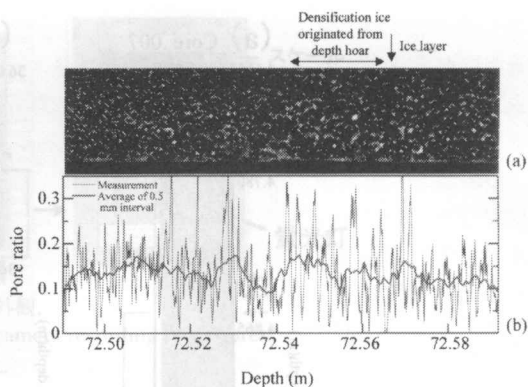 Densification ice
originated from
depth hoar
Ice layer
(a)
0.3
0.2
0.1
0
Pore ratio
Measurement
Average of 0.5
mm interval
(b)
72.50 72.52 72.54 72.56 72.58
Depth (m)